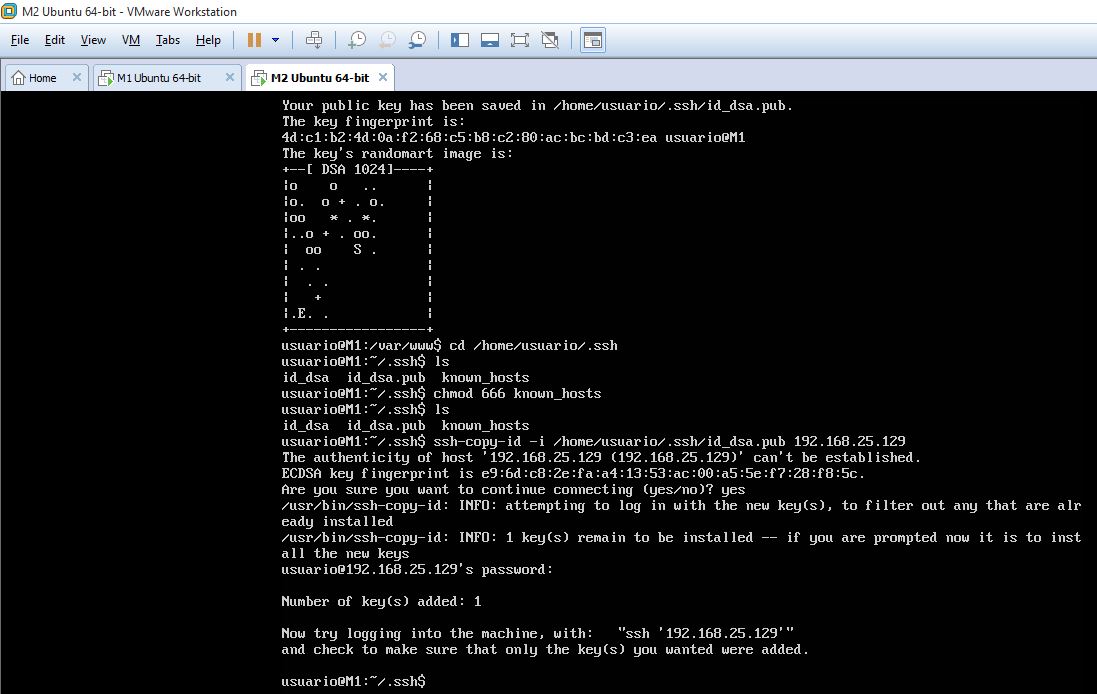 M2 Ubuntu 64-bit - VMware Workstation
File Edit View VM Tabs Help
Home M1 Ubuntu 64-bit M2 Ubuntu 64-bit
Your public key has been saved in /home/usuario/.ssh/id_dsa.pub.
The key fingerprint is:
4d:c1:b2:4d:0a:f2:68:c5:b8:c2:80:ac:bc:bd:c3:ea usuario@M1
The key's randomart image is:
+--[ DSA 1024]----+
|o    o   ..      |
|o.  o + . o.     |
|oo   * . *.      |
|..o + . oo.      |
|  oo    S .      |
| . .             |
|  . .            |
|   +             |
|.E. .            |
+-----------------+
usuario@M1:/var/www$ cd /home/usuario/.ssh
usuario@M1:~/.ssh$ ls
id_dsa  id_dsa.pub  known_hosts
usuario@M1:~/.ssh$ chmod 666 known_hosts
usuario@M1:~/.ssh$ ls
id_dsa  id_dsa.pub  known_hosts
usuario@M1:~/.ssh$ ssh-copy-id -i /home/usuario/.ssh/id_dsa.pub 192.168.25.129
The authenticity of host '192.168.25.129 (192.168.25.129)' can't be established.
ECDSA key fingerprint is e9:6d:c8:2e:fa:a4:13:53:ac:00:a5:5e:f7:28:f8:5c.
Are you sure you want to continue connecting (yes/no)? yes
/usr/bin/ssh-copy-id: INFO: attempting to log in with the new key(s), to filter out any that are alr
eady installed
/usr/bin/ssh-copy-id: INFO: 1 key(s) remain to be installed -- if you are prompted now it is to inst
all the new keys
usuario@192.168.25.129's password:
Number of key(s) added: 1
Now try logging into the machine, with:   "ssh '192.168.25.129'"
and check to make sure that only the key(s) you wanted were added.
usuario@M1:~/.ssh$